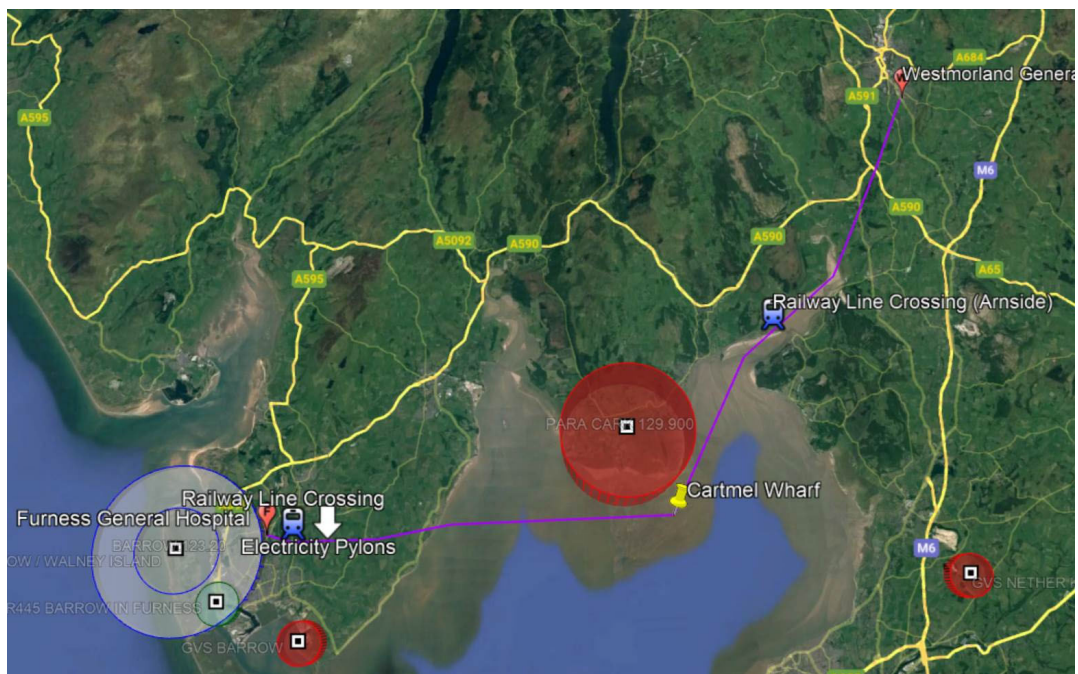 A684
Westmorland Genera
A591
A595
M6
A590
A5092
A590
A590
A65
A595
Railway Line Crossing (Arnside)
PARA CARK 129.900
Cartmel Wharf
Railway Line Crossing
Furness General Hospital
F
Electricity Pylons
BARROW 123.2
OW / WALNEY ISLAND
M6
GVS NETHER K
R445 BARROW IN FURNESS
GVS BARROW